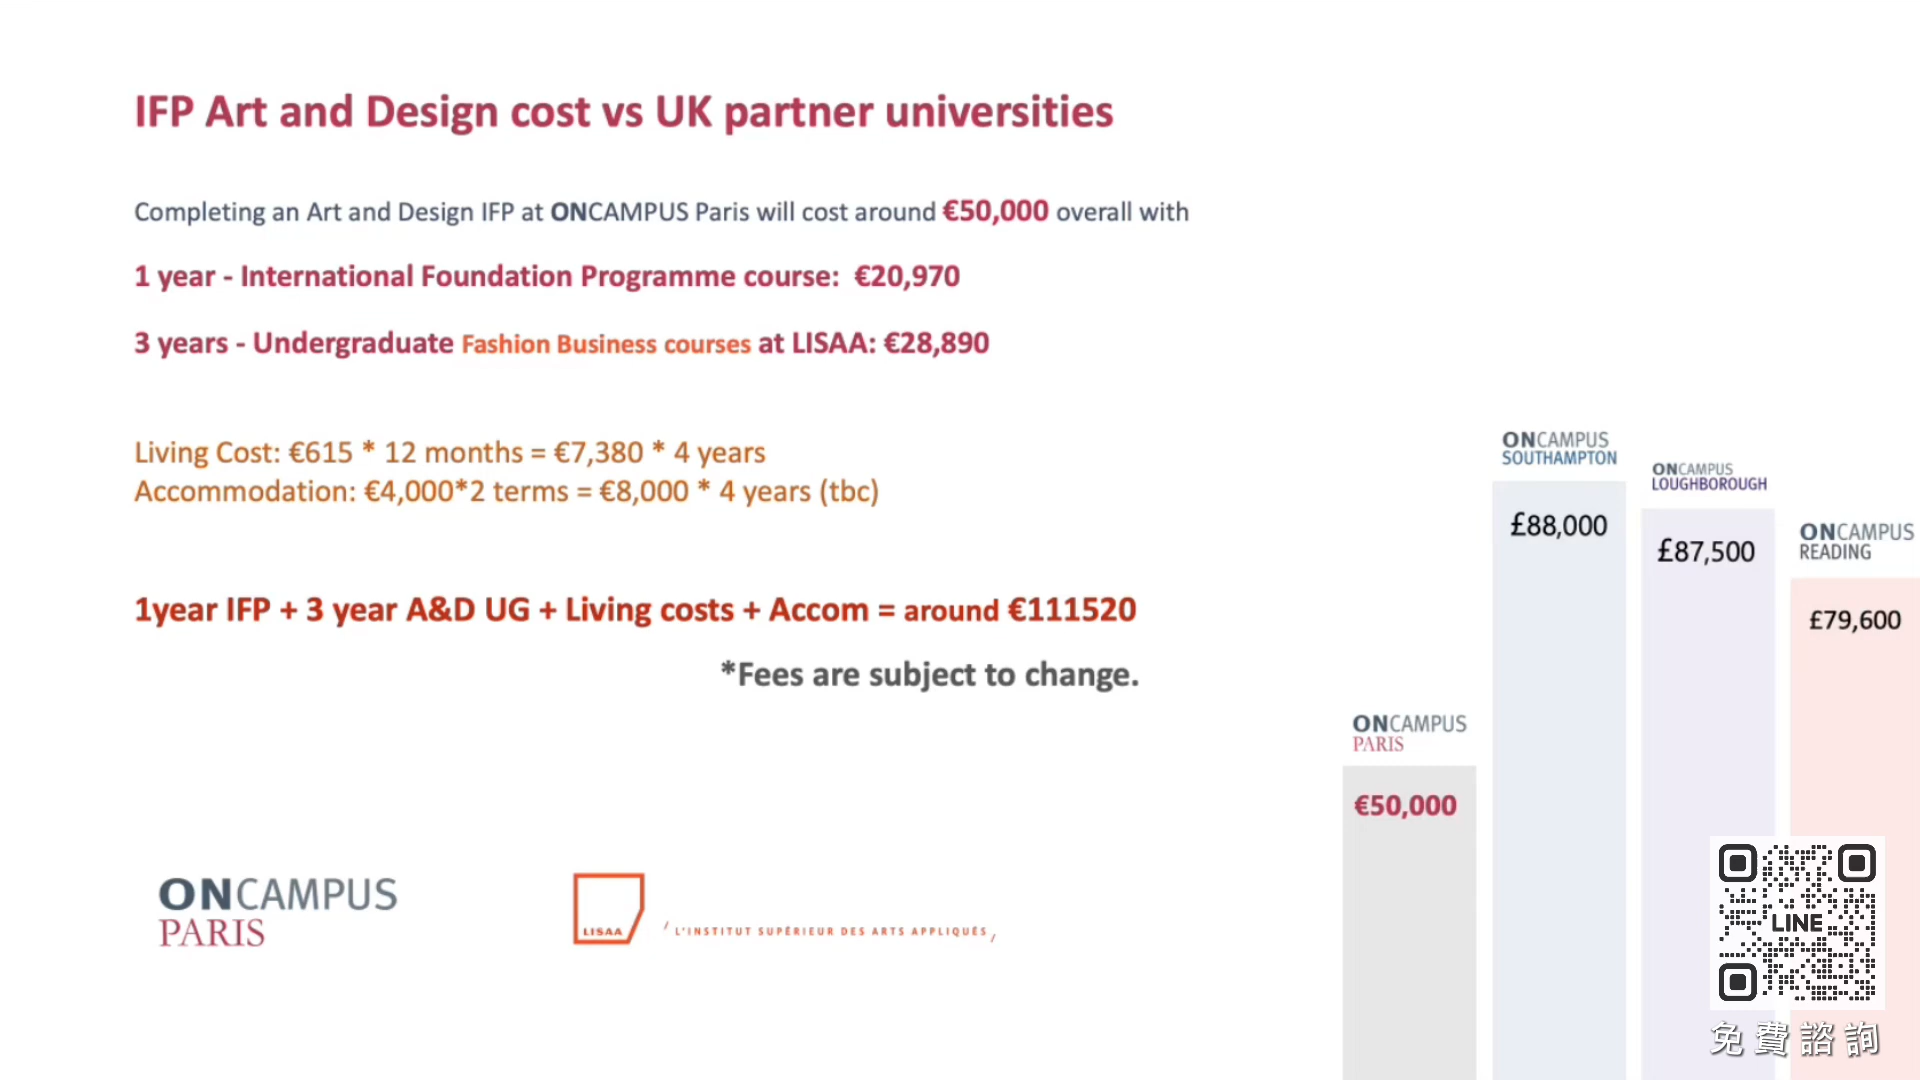 IFP Art and Design cost vs UK partner universities
Completing an Art and Design IFP at ONCAMPUS Paris will cost around €50,000 overall with
1 year - International Foundation Programme course: €20,970
3 years - Undergraduate Fashion Business courses at LISAA: €28,890
Living Cost: €615 * 12 months = €7,380 * 4 years
Accommodation: €4,000*2 terms = €8,000 * 4 years (tbc)
1year IFP + 3 year A&D UG + Living costs + Accom = around €111520
*Fees are subject to change.
ONCAMPUS
PARIS
LISAA
/ L'INSTITUT SUPÉRIEUR DES ARTS APPLIQUÉS /
ONCAMPUS
PARIS
€50,000
ONCAMPUS
SOUTHAMPTON
£88,000
ONCAMPUS
LOUGHBOROUGH
£87,500
ONCAMPUS
READING
£79,600
LINE
免費諮詢